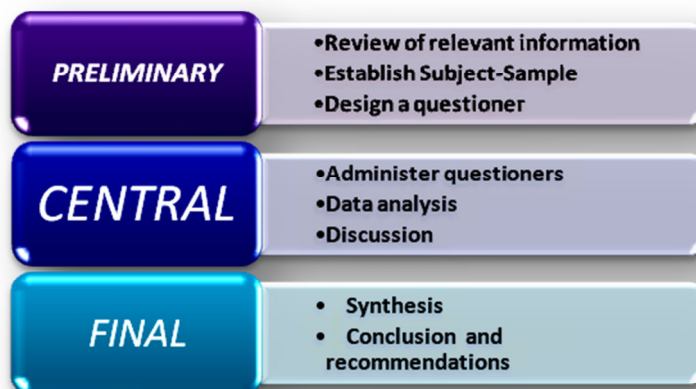 PRELIMINARY
•Review of relevant information
•Establish Subject-Sample
•Design a questioner
CENTRAL
•Administer questioners
•Data analysis
•Discussion
FINAL
• Synthesis
• Conclusion and
recommendations